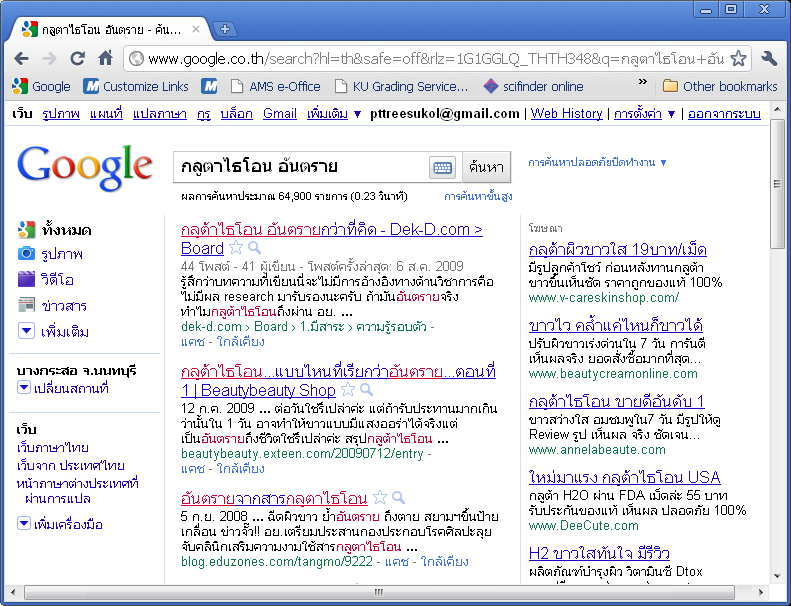 กลูตาไธโอน อันตราย - ค้น...
www.google.co.th/search?hl=th&safe=off&rlz=1G1GGLQ_THTH348&q=กลูตาไธโอน+อัน
Google Customize Links AMS e-Office KU Grading Service... scifinder online » Other bookmarks
เว็บ รูปภาพ แผนที่ แปลภาษา กูรู บล็อก Gmail เพิ่มเติม ▼ pttreesukol@gmail.com | Web History | การตั้งค่า ▼ | ออกจากระบบ
Google
กลูตาไธโอน อันตราย
ค้นหา
การค้นหาปลอดภัยปิดทำงาน ▼
ผลการค้นหาประมาณ 64,900 รายการ (0.23 วินาที)
การค้นหาขั้นสูง
ทั้งหมด
รูปภาพ
วิดีโอ
ข่าวสาร
เพิ่มเติม
บางกระสอ จ.นนทบุรี
เปลี่ยนสถานที่
เว็บ
เว็บภาษาไทย
เว็บจาก ประเทศไทย
หน้าภาษาต่างประเทศที่
ผ่านการแปล
เพิ่มเครื่องมือ
กลูต้าไธโอน อันตรายกว่าที่คิด - Dek-D.com >
Board
44 โพสต์ - 41 ผู้เขียน - โพสต์ครั้งล่าสุด: 6 ส.ค. 2009
รู้สึกว่าบทความที่เขียนนี่จะไม่มีการอ้างอิงทางด้านวิชาการคือ
ไม่มีผล research มารับรองนะครับ ถ้ามันอันตรายจริง
ทำไมกลูตาไธโอนถึงผ่าน อย. ...
dek-d.com › Board › 1.มีสาระ › ความรู้รอบตัว -
แคช - ใกล้เคียง
กลูตาไธโอน...แบบไหนที่เรียกว่าอันตราย...ตอนที่
1 | Beautybeauty Shop
12 ก.ค. 2009 ... ต่อวันใช่รึเปล่าค่ะ แต่ถ้ารับประทานมากเกิน
ว่านั้นใน 1 วัน อาจทำให้ขาวแบบมีแสงออร่าได้จริงแต่
เป็นอันตรายถึงชีวิตใช่รึเปล่าค่ะ สรุปกลูตาไธโอน ...
beautybeauty.exteen.com/20090712/entry -
แคช - ใกล้เคียง
อันตรายจากสารกลูตาไธโอน
5 ก.ย. 2008 ... ฉีดผิวขาว ย้ำอันตราย ถึงตาย สยามฯขึ้นป้าย
เกลื่อน ข่าวจั๊!! อย.เตรียมประสานกองประกอบโรคศิลปะลุย
จับคลินิกเสริมความงามใช้สารกลูตาไธโอน ...
blog.eduzones.com/tangmo/9222 - แคช - ใกล้เคียง
โฆษณา
กลูต้าผิวขาวใส 19บาท/เม็ด
มีรูปลูกค้าโชว์ ก่อนหลังทานกลูต้า
ขาวขึ้นเห็นชัด ราคาถูกของแท้ 100%
www.v-careskinshop.com/
ขาวไว คล้ำแค่ไหนก็ขาวได้
ปรับผิวขาวเร่งด่วนใน 7 วัน การันตี
เห็นผลจริง ยอดสั่งซื้อมากที่สุด...
www.beautycreamonline.com
กลูต้าไธโอน ขายดีอันดับ 1
ขาวสว่างใส อมชมพูใน7 วัน มีรูปให้ดู
Review รูป เห็นผล จริง ชัดเจน...
www.annelabeaute.com
ใหม่มาแรง กลูต้าไธโอน USA
กลูต้า H2O ผ่าน FDA เม็ดล่ะ 55 บาท
รับประกันของแท้ เห็นผล ปลอดภัย 100%
www.DeeCute.com
H2 ขาวใสทันใจ มีรีวิว
ผลิตภัณฑ์บำรุงผิว วิตามินซี Dtox